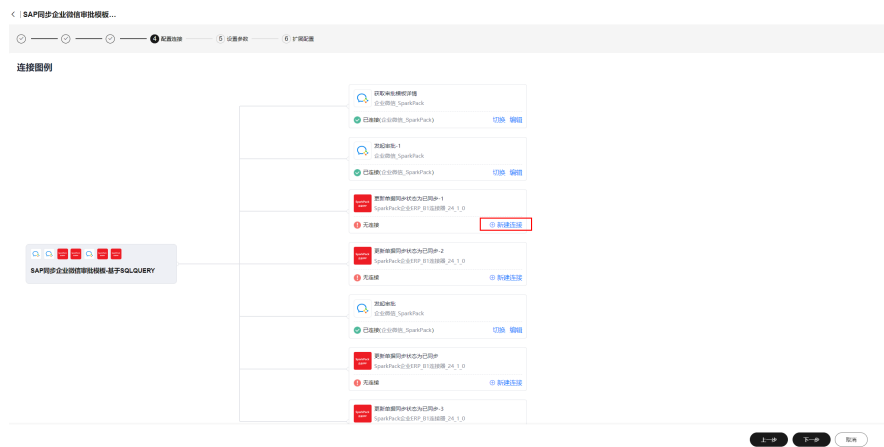 SAP同步企业微信审批模板...
4 配置连接
5 设置参数
6 扩展配置
连接图例
获取审批模板详情
企业微信_SparkPack
已连接(企业微信_SparkPack) 切换 编辑
发起审批-1
企业微信_SparkPack
已连接(企业微信_SparkPack) 切换 编辑
更新单据同步状态为已同步-1
SparkPack企业ERP_B1连接器_24_1_0
无连接 新建连接
SAP同步企业微信审批模板-基于SQLQUERY
更新单据同步状态为已同步-2
SparkPack企业ERP_B1连接器_24_1_0
无连接 新建连接
发起审批
企业微信_SparkPack
已连接(企业微信_SparkPack) 切换 编辑
更新单据同步状态为已同步
SparkPack企业ERP_B1连接器_24_1_0
无连接 新建连接
更新单据同步状态为已同步-3
SparkPack企业ERP_B1连接器_24_1_0
上一步 下一步 取消